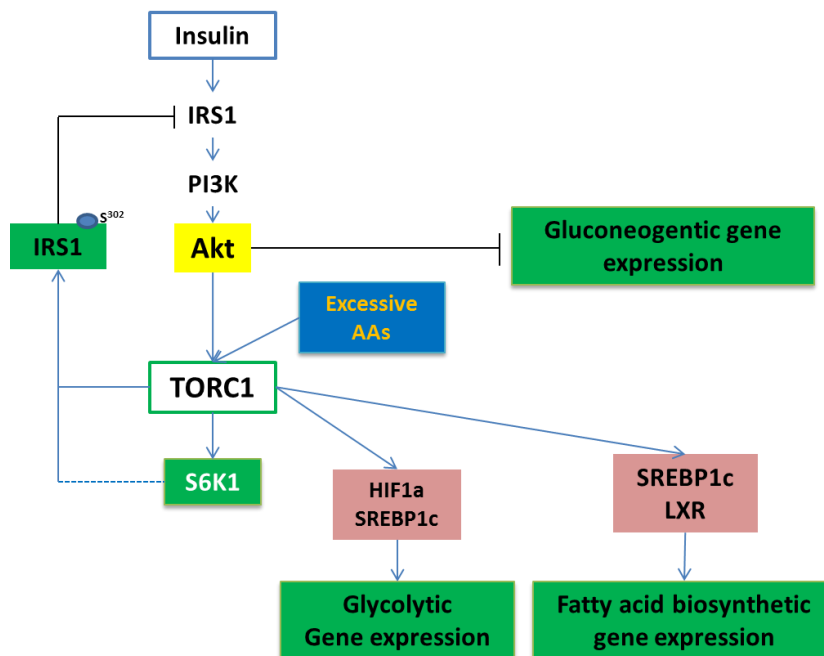 Insulin
IRS1
PI3K
S302
IRS1
Akt
Gluconeogentic gene
expression
Excessive
AAs
TORC1
S6K1
HIF1a
SREBP1c
SREBP1c
LXR
Glycolytic
Gene expression
Fatty acid biosynthetic
gene expression